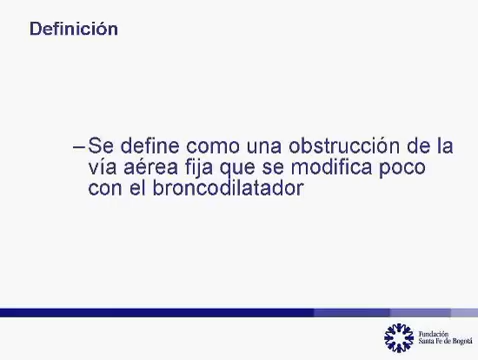 Definición
–Se define como una obstrucción de la
vía aérea fija que se modifica poco
con el broncodilatador
Fundación
Santa Fe de Bogotá